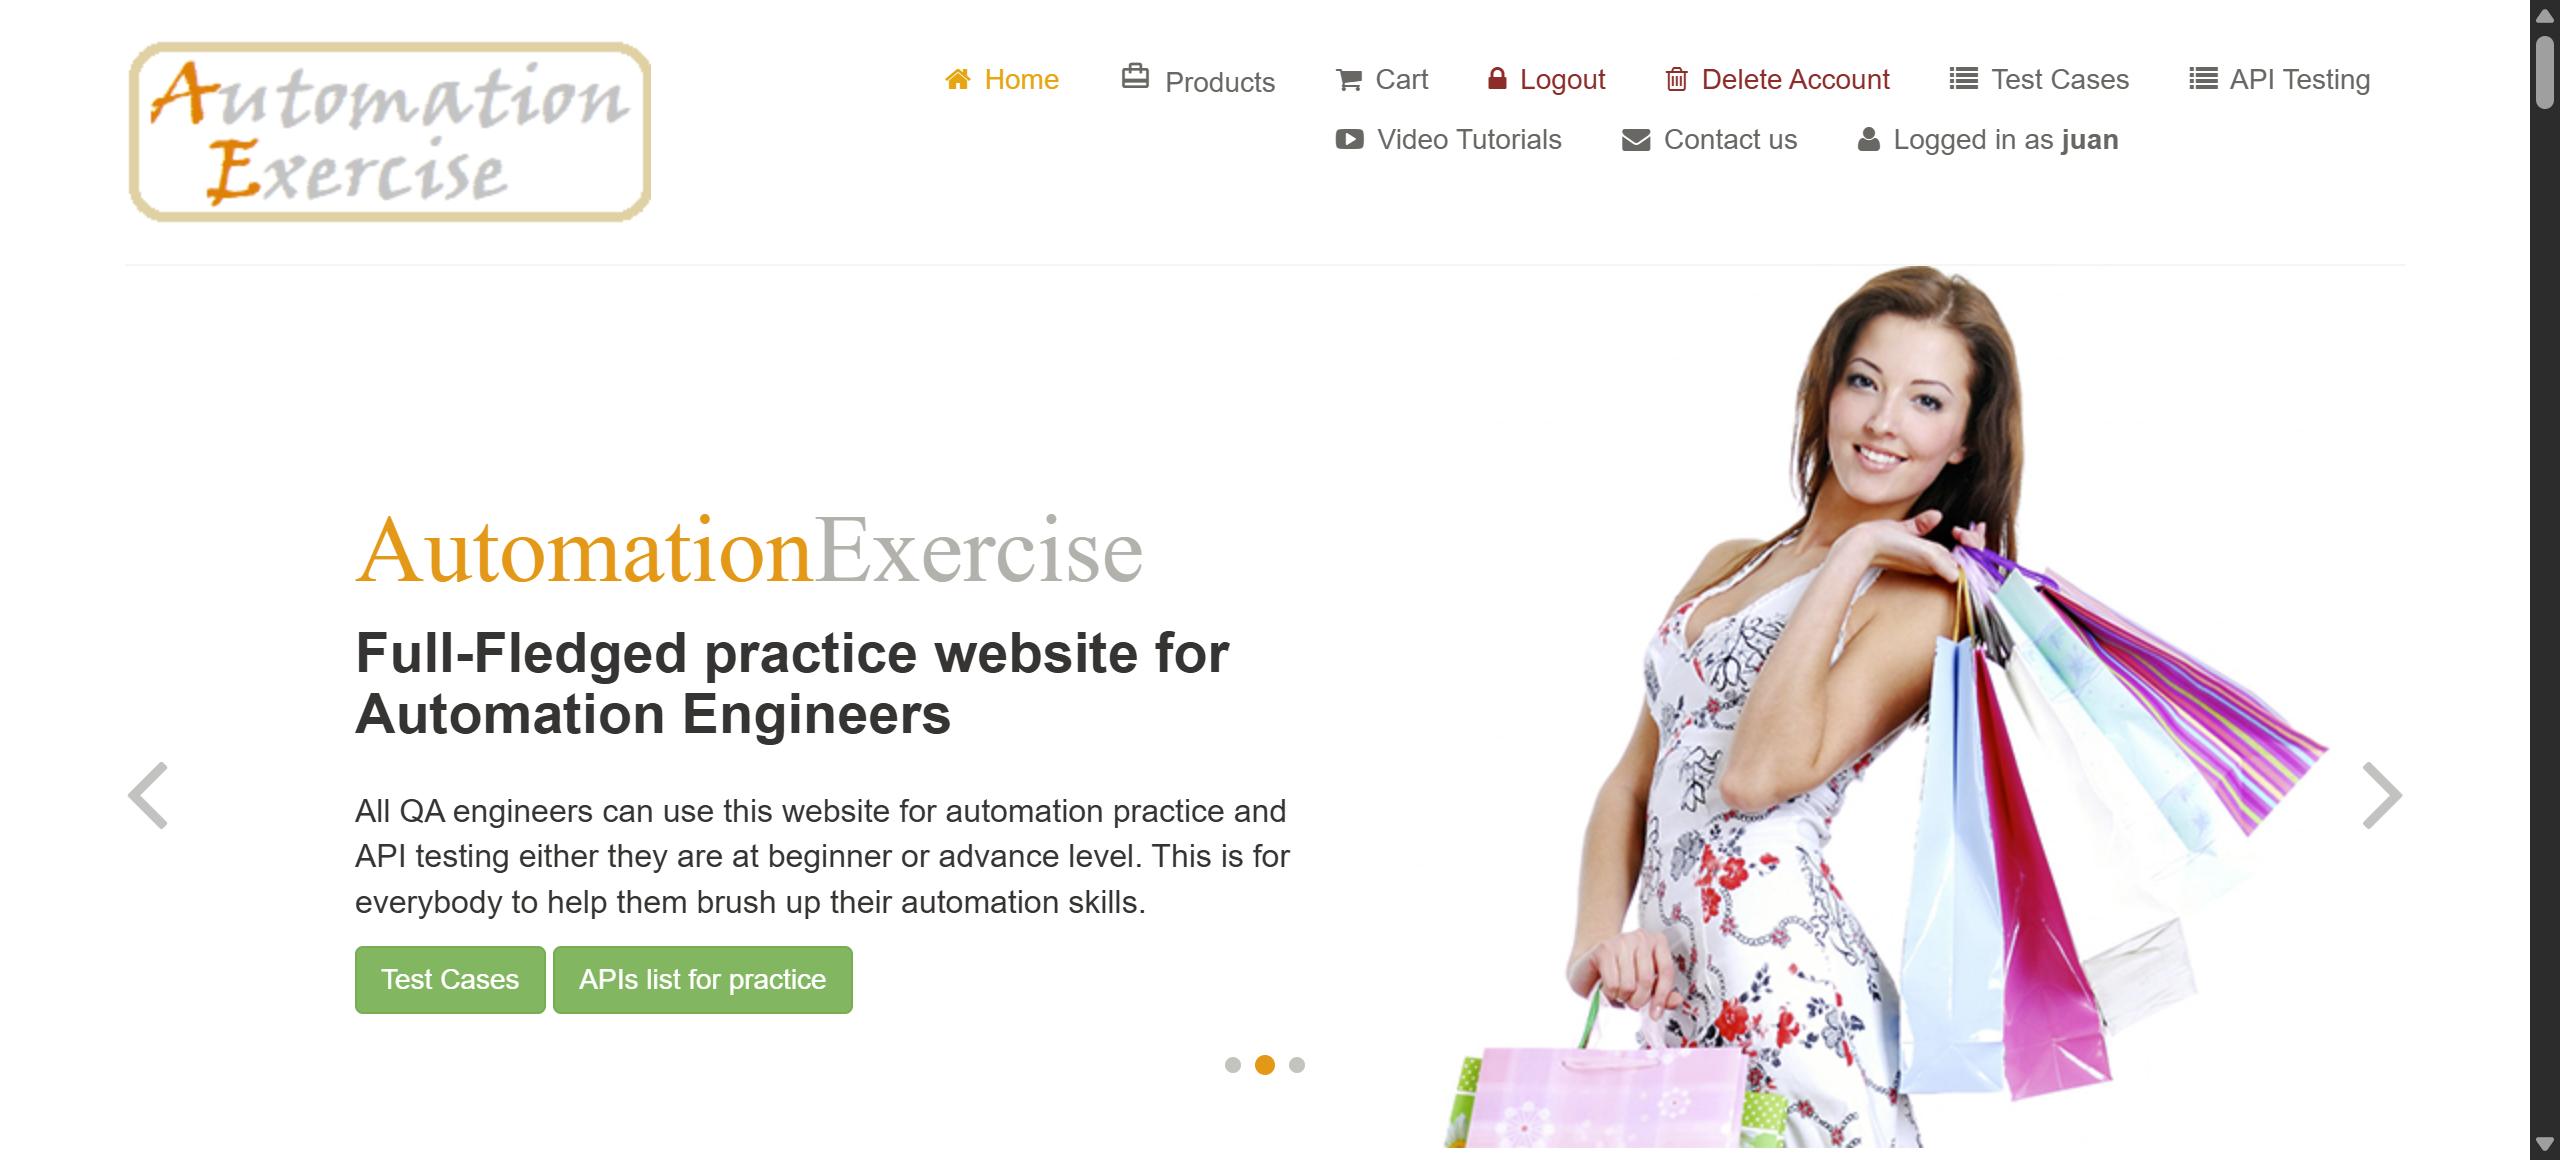 Automation
Exercise
Home Products Cart Logout Delete Account Test Cases API Testing
Video Tutorials Contact us Logged in as juan
AutomationExercise
Full-Fledged practice website for
Automation Engineers
All QA engineers can use this website for automation practice and
API testing either they are at beginner or advance level. This is for
everybody to help them brush up their automation skills.
Test Cases APIs list for practice